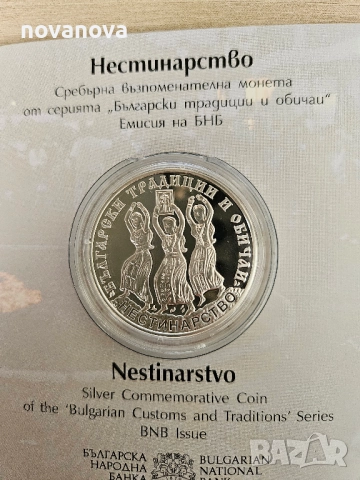 novanova
Нестинарство
Сребърна възпоменателна монета
от серията „Български традиции и обичаи“
Емисия на БНБ
БЪЛГАРСКИ ТРАДИЦИИ И ОБИЧАИ
НЕСТИНАРСТВО
Nestinarstvo
Silver Commemorative Coin
of the ‘Bulgarian Customs and Traditions’ Series
BNB Issue
БЪЛГАРСКА
НАРОДНА
БАНКА
BULGARIAN
NATIONAL
BANK
bazar